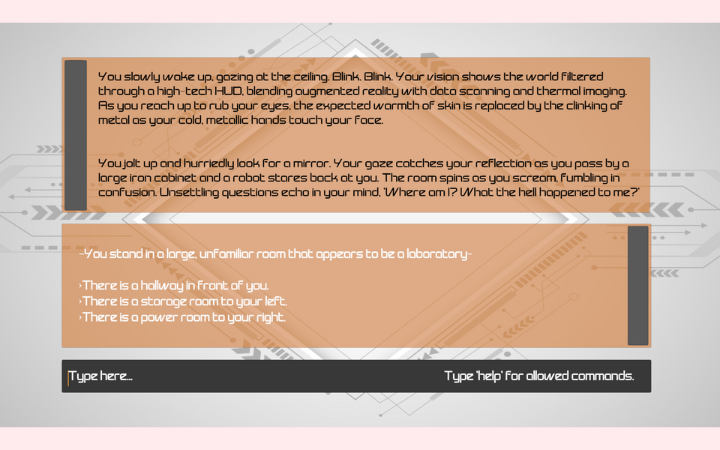 You slowly wake up, gazing at the ceiling. Blink. Blink. Your vision shows the world filtered
through a high-tech HUD, blending augmented reality with data scanning and thermal imaging.
As you reach up to rub your eyes, the expected warmth of skin is replaced by the clinking of
metal as your cold, metallic hands touch your face.
You jolt up and hurriedly look for a mirror. Your gaze catches your reflection as you pass by a
large iron cabinet and a robot stares back at you. The room spins as you scream, fumbling in
confusion. Unsettling questions echo in your mind, 'Where am I? What the hell happened to me?'
~You stand in a large, unfamiliar room that appears to be a laboratory~
>There is a hallway in front of you.
>There is a storage room to your left.
>There is a power room to your right.
Type here... Type 'help' for allowed commands.